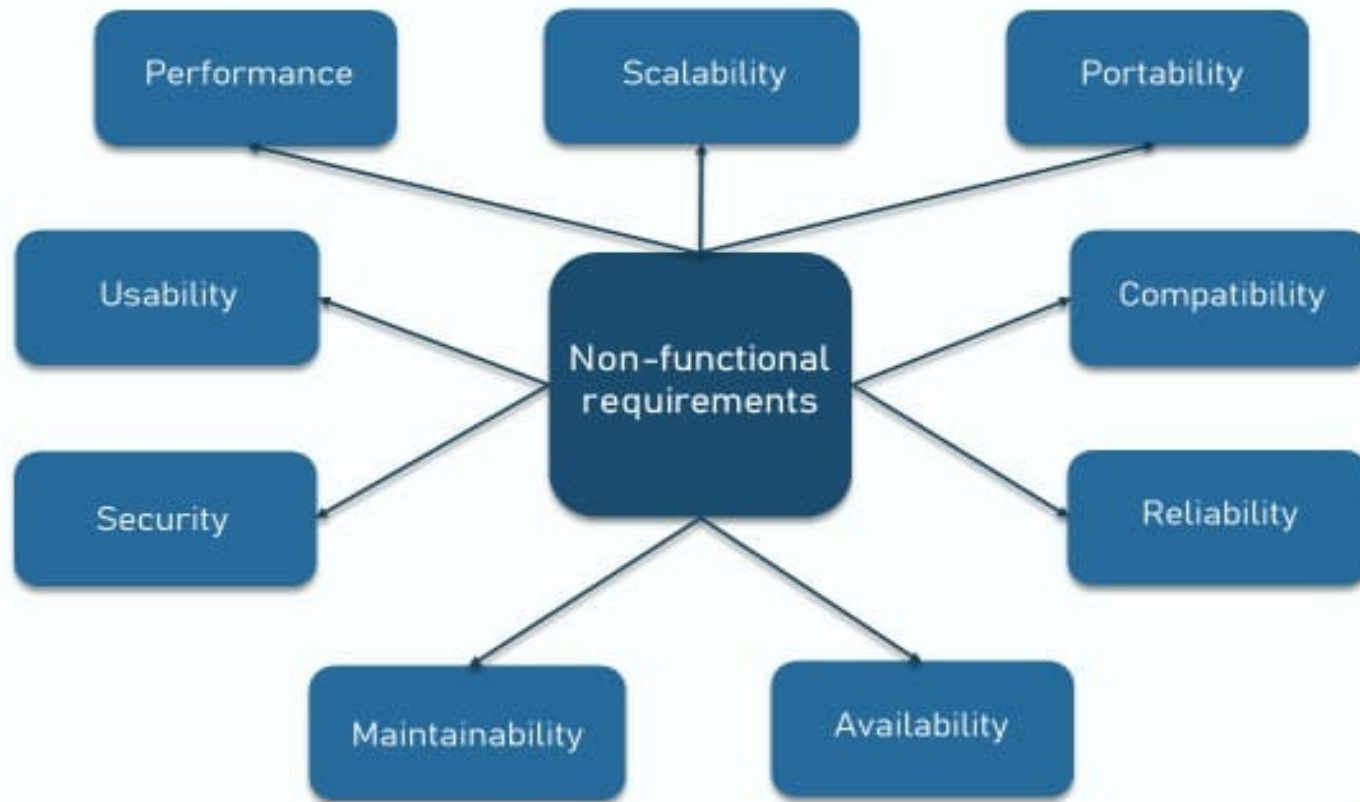 Performance
Scalability
Portability
Usability
Non-functional
requirements
Compatibility
Security
Reliability
Maintainability
Availability